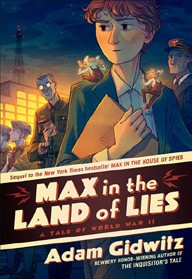 Sequel to the New York Times bestseller MAX IN THE HOUSE OF SPIES
MAX in the
LAND OF LIES
A TALE OF WORLD WAR II
Adam Gidwitz
NEWBERY HONOR-WINNING AUTHOR OF
THE INQUISITOR'S TALE